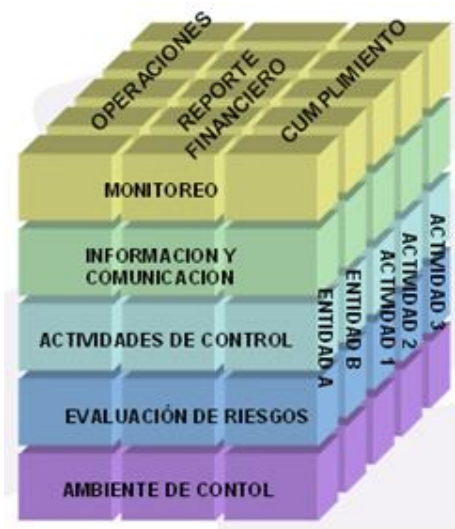 OPERACIONES
REPORTE
FINANCIERO
CUMPLIMIENTO
MONITOREO
INFORMACION Y
COMUNICACION
ACTIVIDADES DE CONTROL
EVALUACIÓN DE RIESGOS
AMBIENTE DE CONTOL
ENTIDAD A
ENTIDAD B
ACTIVIDAD 1
ACTIVIDAD 2
ACTIVIDAD 3